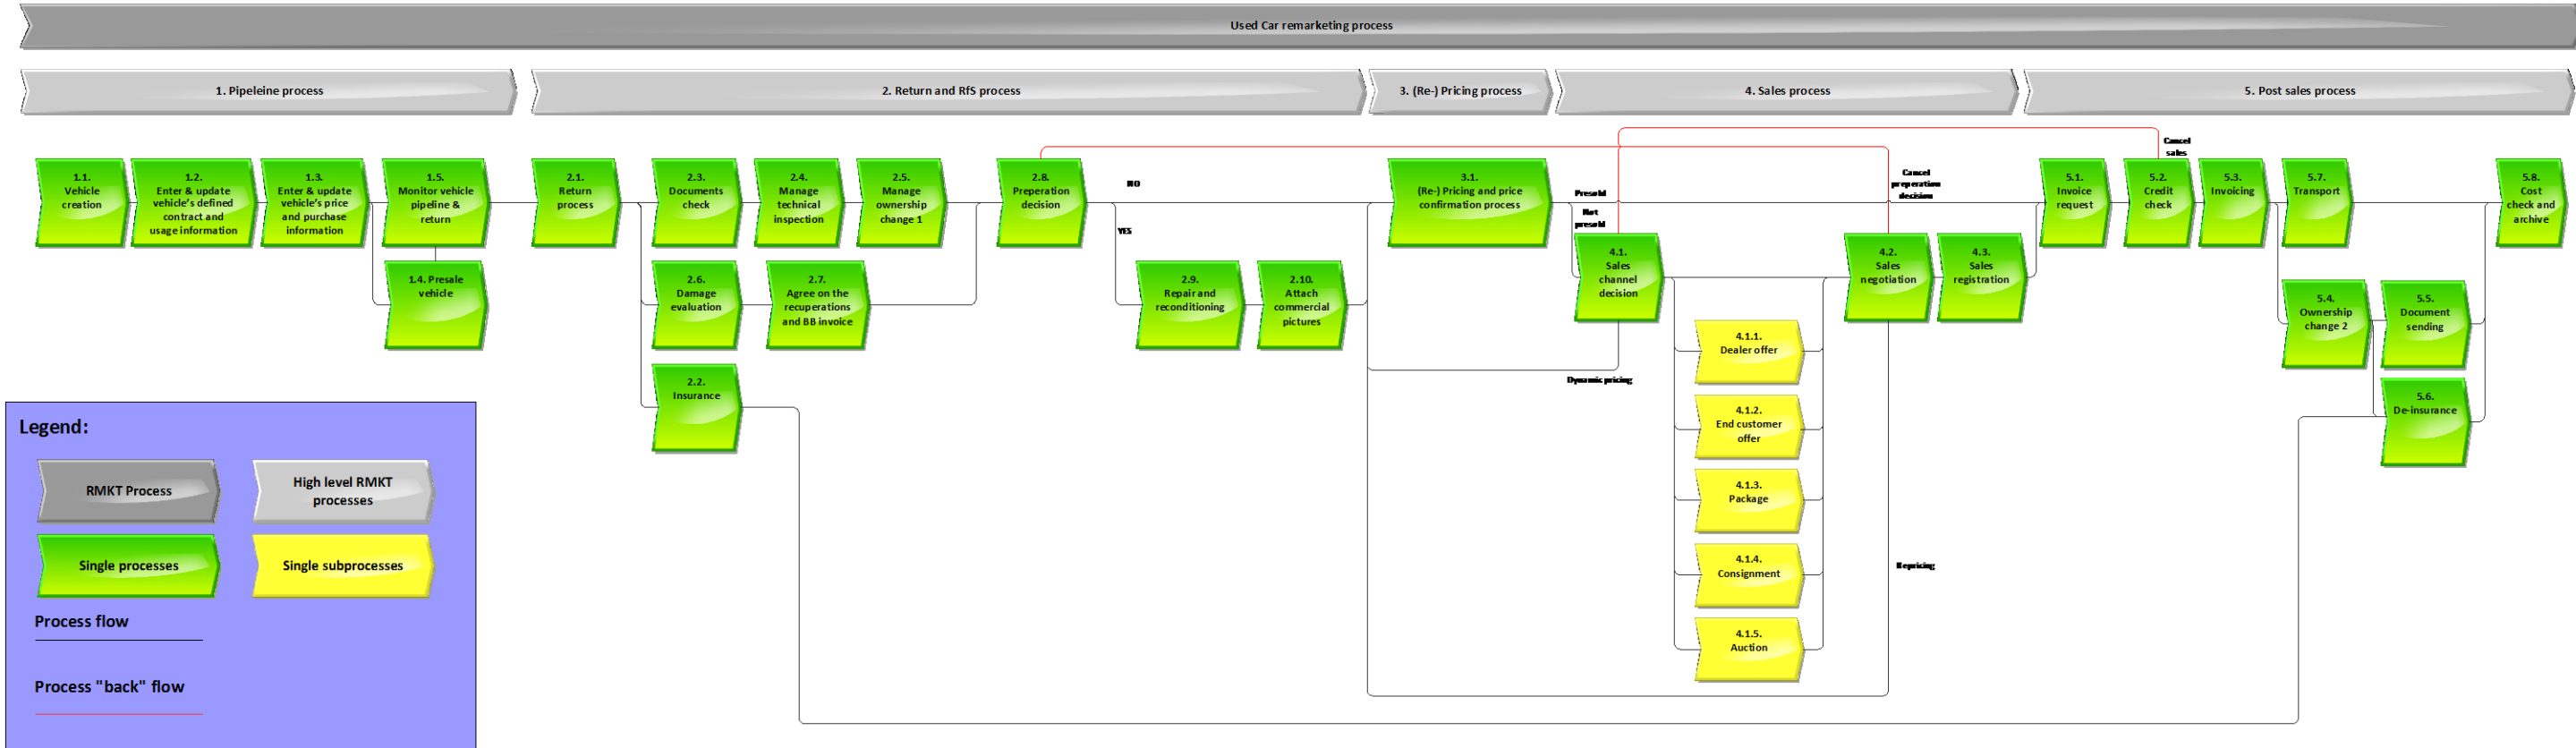 Used Car remarketing process
1. Pipeleine process
2. Return and RfS process
3. (Re-) Pricing process
4. Sales process
5. Post sales process
1.1.
Vehicle
creation
1.2.
Enter & update
vehicle's defined
contract and
usage information
1.3.
Enter & update
vehicle's price
and purchase
information
1.5.
Monitor vehicle
pipeline &
return
1.4. Presale
vehicle
2.1.
Return
process
2.3.
Documents
check
2.4.
Manage
technical
inspection
2.5.
Manage
ownership
change 1
2.6.
Damage
evaluation
2.7.
Agree on the
recuperations
and BB invoice
2.2.
Insurance
2.8.
Preperation
decision
NO
YES
2.9.
Repair and
reconditioning
2.10.
Attach
commercial
pictures
3.1.
(Re-) Pricing and price
confirmation process
Presold
Not
presold
4.1.
Sales
channel
decision
Dynamic pricing
4.1.1.
Dealer offer
4.1.2.
End customer
offer
4.1.3.
Package
4.1.4.
Consignment
4.1.5.
Auction
Cancel
preperation
decision
4.2.
Sales
negotiation
4.3.
Sales
registration
Repricing
5.1.
Invoice
request
Cancel
sales
5.2.
Credit
check
5.3.
Invoicing
5.7.
Transport
5.4.
Ownership
change 2
5.5.
Document
sending
5.6.
De-insurance
5.8.
Cost
check and
archive
Legend:
RMKT Process
High level RMKT
processes
Single processes
Single subprocesses
Process flow
Process "back" flow